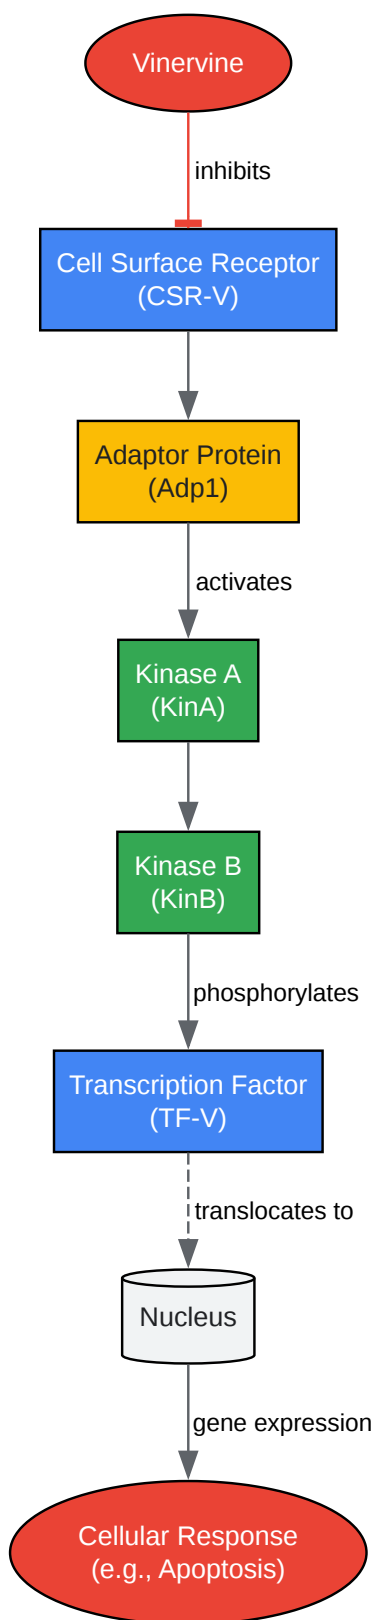 Vinervine
inhibits
Cell Surface Receptor
(CSR-V)
Adaptor Protein
(Adp1)
activates
Kinase A
(KinA)
Kinase B
(KinB)
phosphorylates
Transcription Factor
(TF-V)
translocates to
Nucleus
gene expression
Cellular Response
(e.g., Apoptosis)